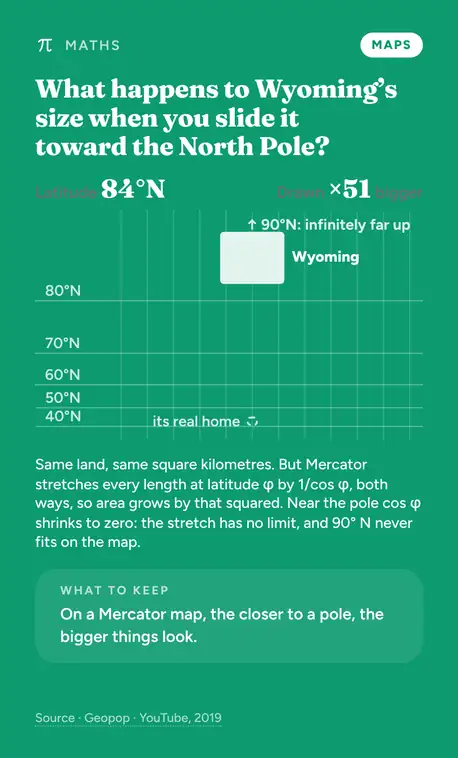 π MATHS
MAPS
What happens to Wyoming’s
size when you slide it
toward the North Pole?
Latitude 84°N
Drawn ×51 bigger
↑ 90°N: infinitely far up
Wyoming
80°N
70°N
60°N
50°N
40°N
its real home
Same land, same square kilometres. But Mercator
stretches every length at latitude φ by 1/cos φ, both
ways, so area grows by that squared. Near the pole cos φ
shrinks to zero: the stretch has no limit, and 90° N never
fits on the map.
WHAT TO KEEP
On a Mercator map, the closer to a pole, the
bigger things look.
Source · Geopop · YouTube, 2019